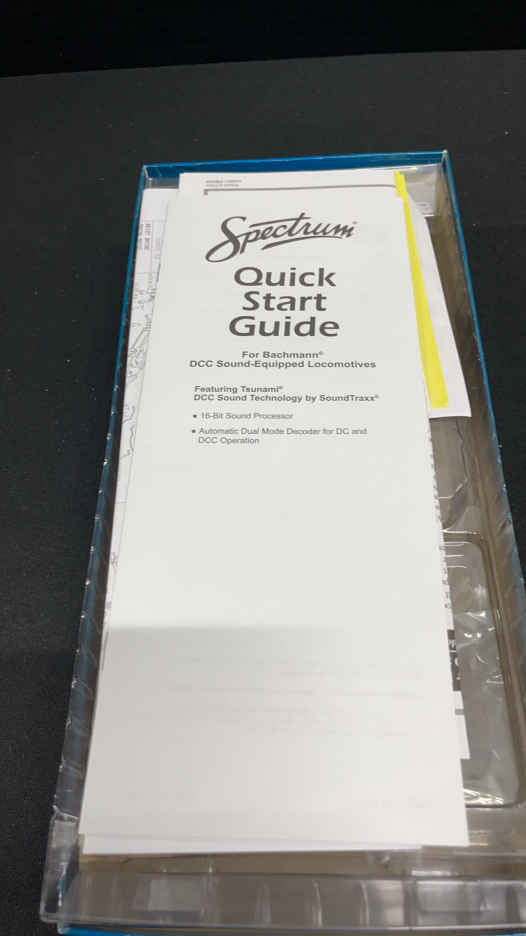 Spectrum™
Quick
Start
Guide
For Bachmann®
DCC Sound-Equipped Locomotives
Featuring Tsunami®
DCC Sound Technology by SoundTraxx®
• 16-Bit Sound Processor
• Automatic Dual Mode Decoder for DC and
DCC Operation